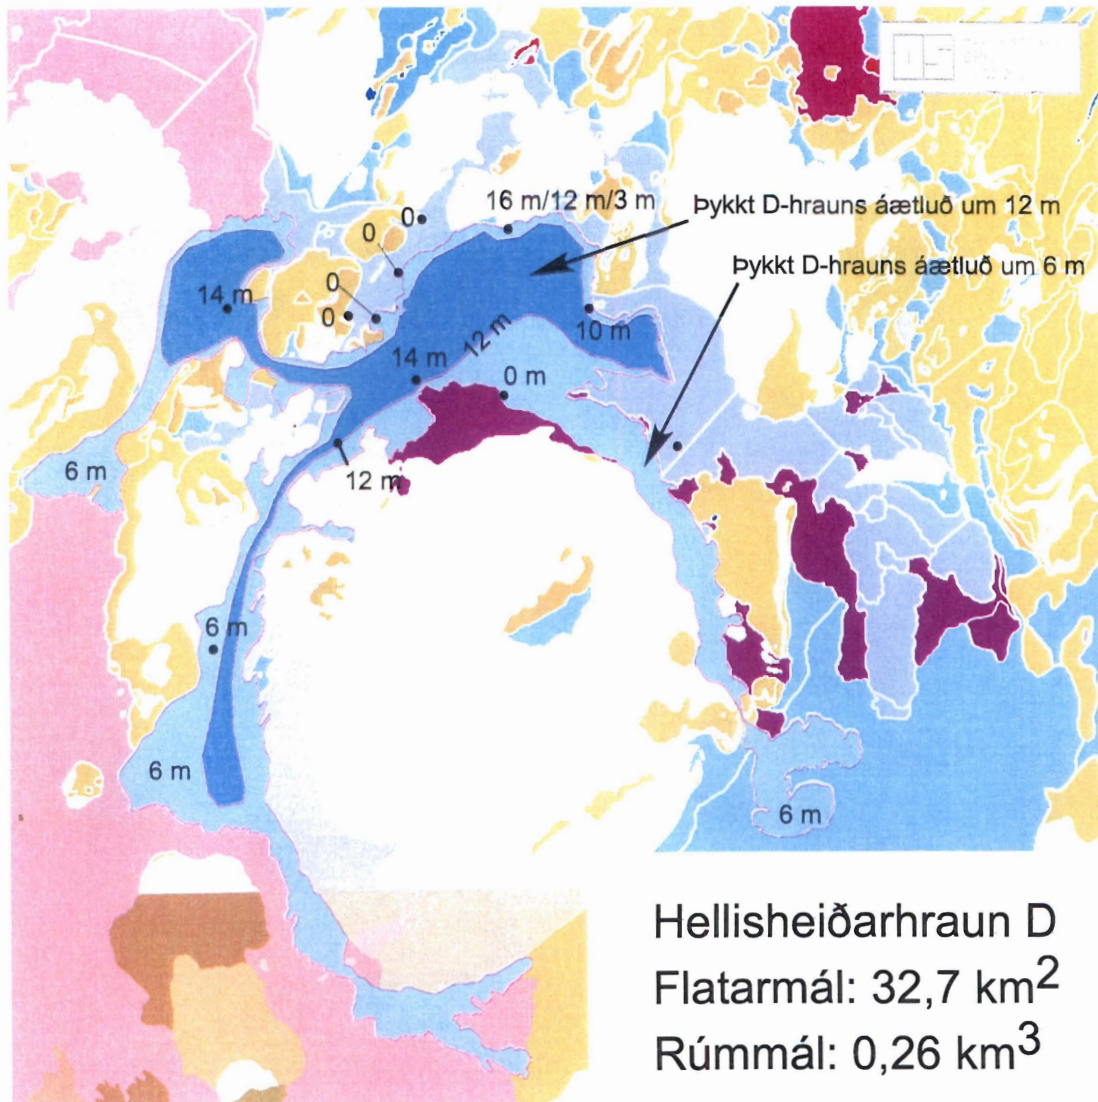 16 m/12 m/3 m
Þykkt D-hrauns áætluð um 12 m
0
0
Þykkt D-hrauns áætluð um 6 m
0
14 m
0
12 m
10 m
14 m
0 m
6 m
12 m
6 m
6 m
6 m
Hellisheiðarhraun D
Flatarmál: 32,7 km²
Rúmmál: 0,26 km³